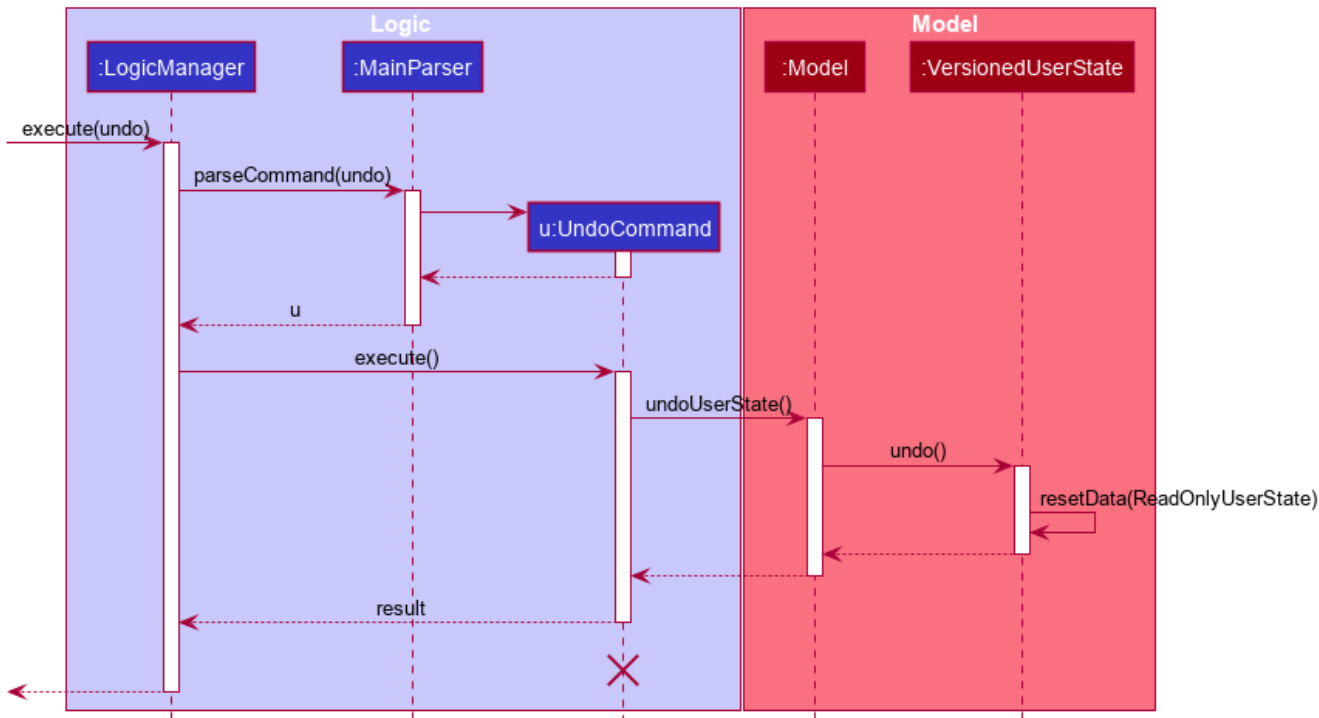 Logic
Model
:LogicManager
:MainParser
:Model
:VersionedUserState
execute(undo)
parseCommand(undo)
u:UndoCommand
u
execute()
undoUserState()
undo()
resetData(ReadOnlyUserState)
result